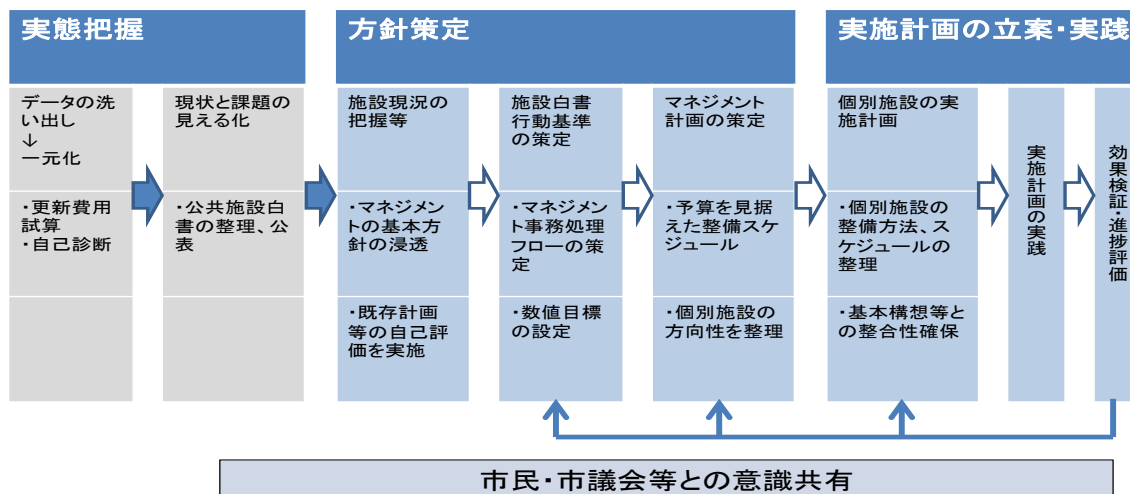 実態把握
方針策定
実施計画の立案・実践
データの洗
い出し
↓
一元化
・更新費用
試算
・自己診断
現状と課題の
見える化
・公共施設白
書の整理、公
表
施設現況の
把握等
・マネジメン
トの基本方
針の浸透
・既存計画
等の自己評
価を実施
施設白書
行動基準
の策定
・マネジメン
ト事務処理
フローの策
定
・数値目標
の設定
マネジメント
計画の策定
・予算を見据
えた整備スケ
ジュール
・個別施設の
方向性を整理
個別施設の実
施計画
・個別施設の
整備方法、ス
ケジュールの
整理
・基本構想等と
の整合性確保
実施計画の実践
効果検証・進捗評価
市民・市議会等との意識共有